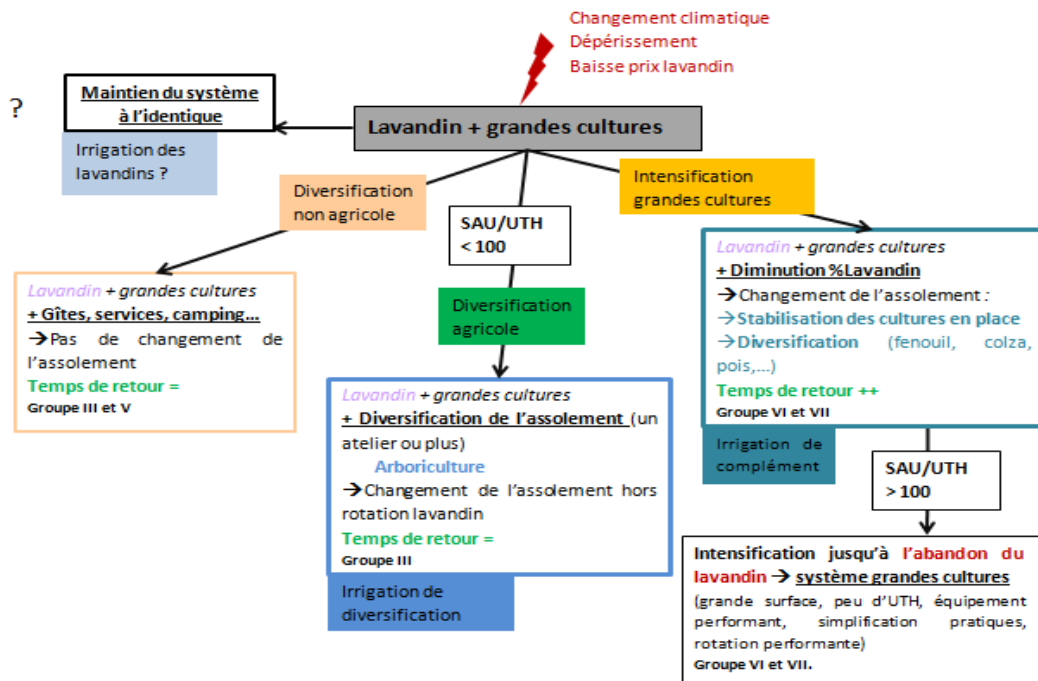 Changement climatique
Dépérissement
Baisse prix lavandin
?
Maintien du système
à l'identique
Irrigation des
lavandins ?
Lavandin + grandes cultures
Diversification
non agricole
SAU/UTH
< 100
Intensification
grandes cultures
Diversification
agricole
Lavandin + grandes cultures
+ Gîtes, services, camping...
→Pas de changement de
l'assolement
Temps de retour =
Groupe III et V
Lavandin + grandes cultures
+ Diversification de l'assolement (un
atelier ou plus)
Arboriculture
→Changement de l'assolement hors
rotation lavandin
Temps de retour =
Groupe III
Irrigation de
diversification
Lavandin + grandes cultures
+ Diminution %Lavandin
→Changement de l'assolement :
→Stabilisation des cultures en place
→Diversification (fenouil, colza,
pois,...)
Temps de retour ++
Groupe VI et VII
Irrigation de
complément
SAU/UTH
> 100
Intensification jusqu'à l'abandon du
lavandin → système grandes cultures
(grande surface, peu d'UTH, équipement
performant, simplification pratiques,
rotation performante)
Groupe VI et VII.